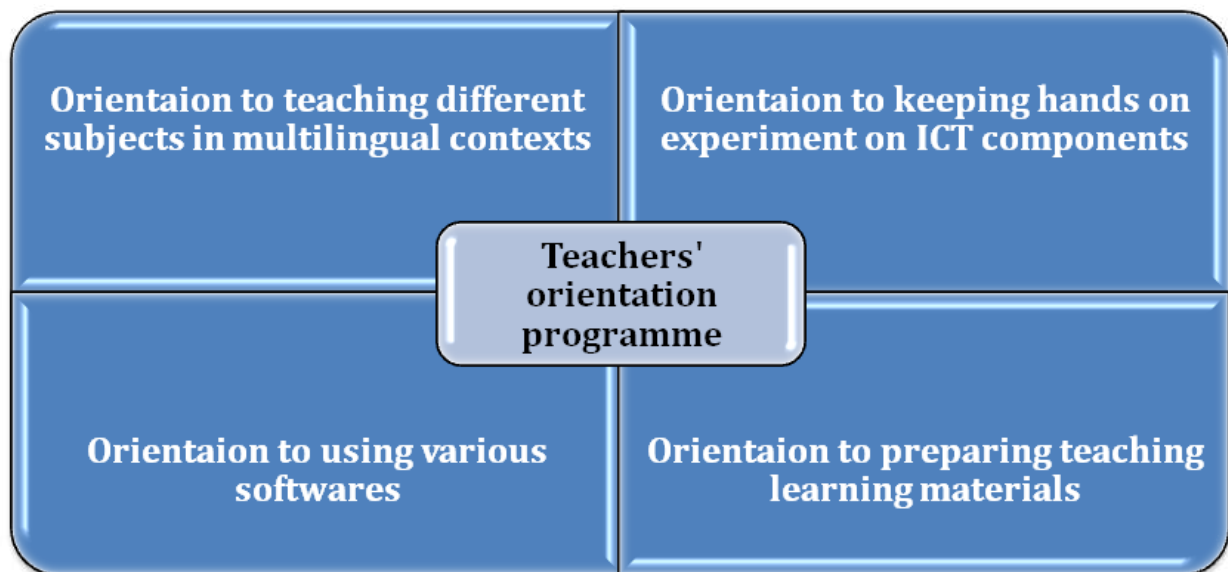 Orientaion to teaching different
subjects in multilingual contexts
Orientaion to keeping hands on
experiment on ICT components
Teachers'
orientation
programme
Orientaion to using various
softwares
Orientaion to preparing teaching
learning materials